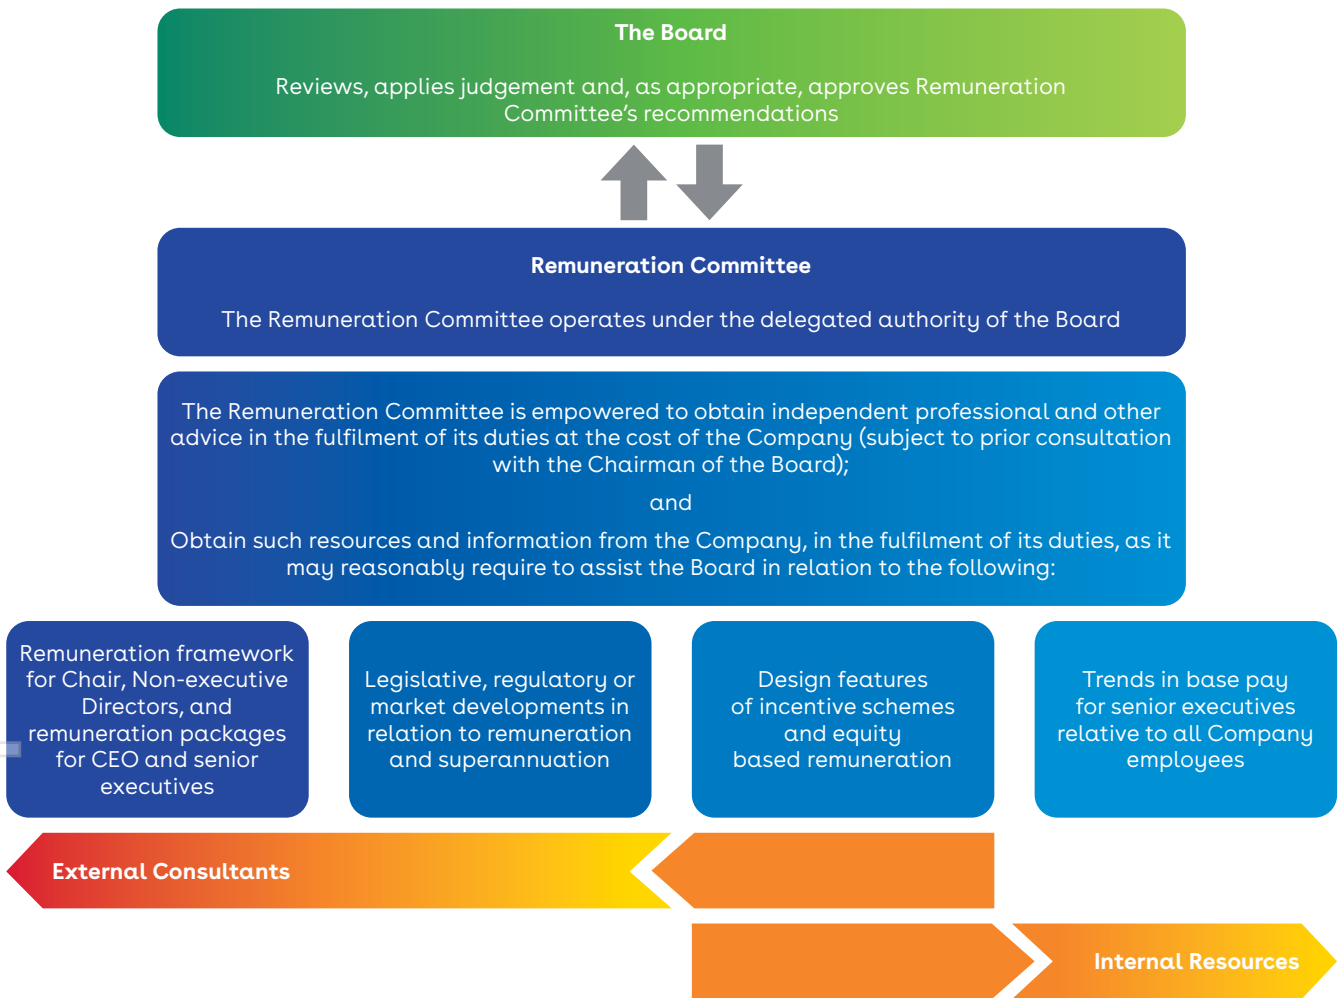 The Board
Reviews, applies judgement and, as appropriate, approves Remuneration
Committee's recommendations
Remuneration Committee
The Remuneration Committee operates under the delegated authority of the Board
The Remuneration Committee is empowered to obtain independent professional and other
advice in the fulfilment of its duties at the cost of the Company (subject to prior consultation
with the Chairman of the Board);
and
Obtain such resources and information from the Company, in the fulfilment of its duties, as it
may reasonably require to assist the Board in relation to the following:
Remuneration framework
for Chair, Non-executive
Directors, and
remuneration packages
for CEO and senior
executives
Legislative, regulatory or
market developments in
relation to remuneration
and superannuation
Design features
of incentive schemes
and equity
based remuneration
Trends in base pay
for senior executives
relative to all Company
employees
External Consultants
Internal Resources